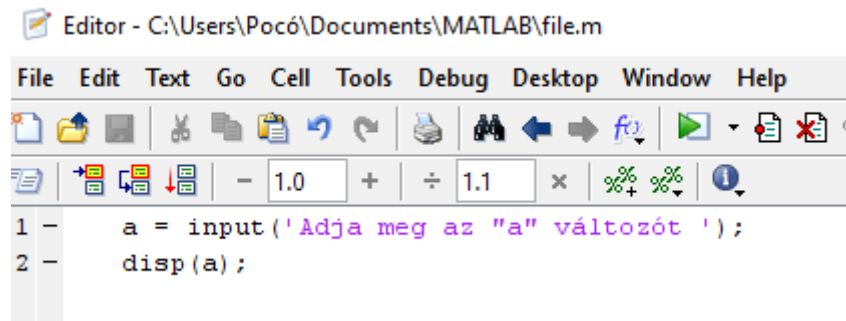 Editor - C:\Users\Pocó\Documents\MATLAB\file.m
File Edit Text Go Cell Tools Debug Desktop Window Help
- 1.0 + ÷ 1.1 ×
1 - a = input('Adja meg az "a" változót ');
2 - disp(a);